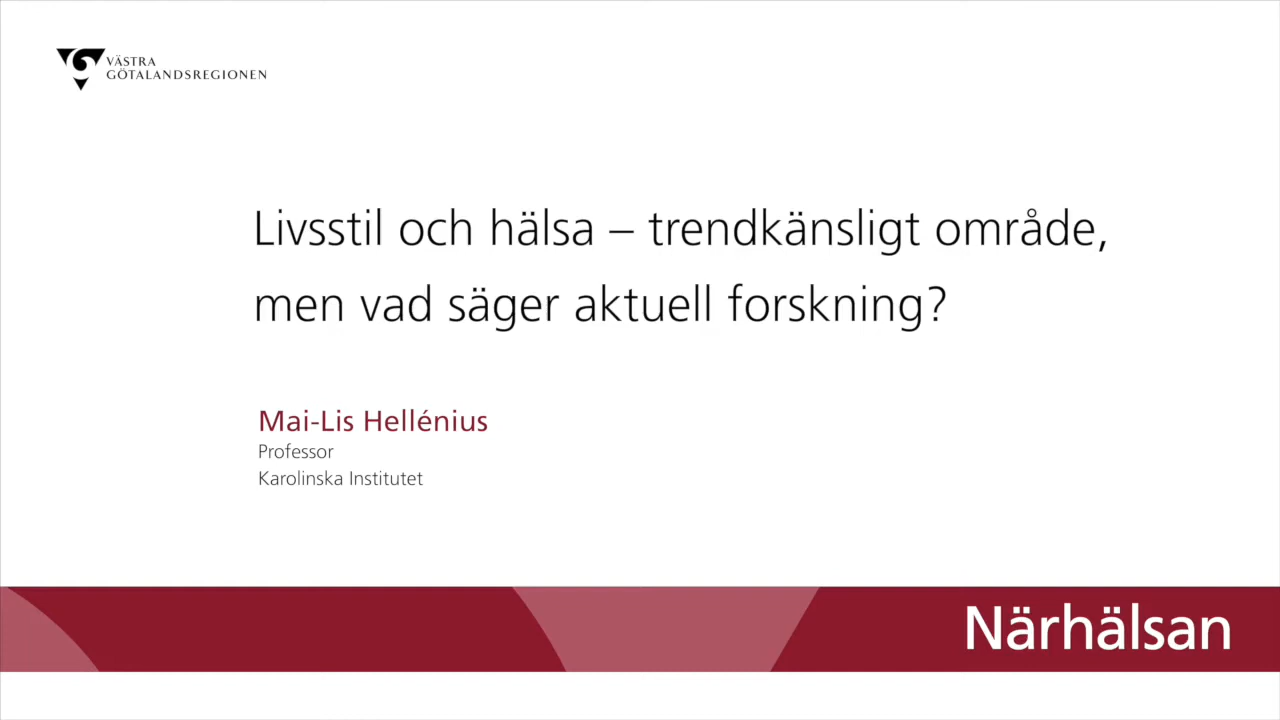 VÄSTRA
GÖTALANDSREGIONEN
Livsstil och hälsa – trendkänsligt område,
men vad säger aktuell forskning?
Mai-Lis Hellénius
Professor
Karolinska Institutet
Närhälsan